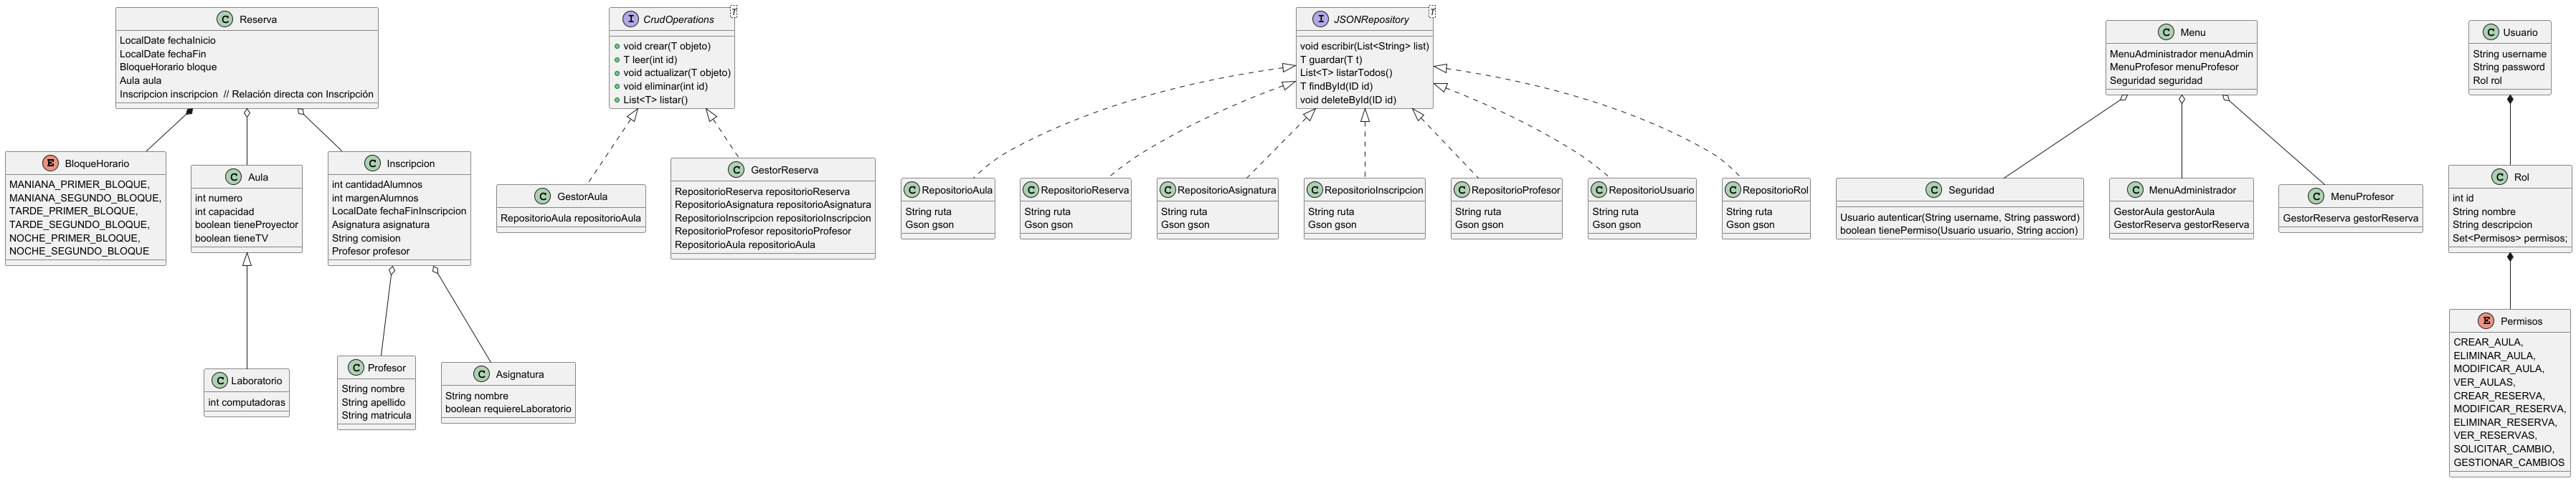 C Reserva
LocalDate fechaInicio
LocalDate fechaFin
BloqueHorario bloque
Aula aula
Inscripcion inscripcion // Relación directa con Inscripción
E BloqueHorario
MANIANA_PRIMER_BLOQUE,
MANIANA_SEGUNDO_BLOQUE,
TARDE_PRIMER_BLOQUE,
TARDE_SEGUNDO_BLOQUE,
NOCHE_PRIMER_BLOQUE,
NOCHE_SEGUNDO_BLOQUE
C Aula
int numero
int capacidad
boolean tieneProyector
boolean tieneTV
C Inscripcion
int cantidadAlumnos
int margenAlumnos
LocalDate fechaFinInscripcion
Asignatura asignatura
String comision
Profesor profesor
C Laboratorio
int computadoras
C Profesor
String nombre
String apellido
String matricula
C Asignatura
String nombre
boolean requiereLaboratorio
I CrudOperations T
void crear(T objeto)
T leer(int id)
void actualizar(T objeto)
void eliminar(int id)
List<T> listar()
C GestorAula
RepositorioAula repositorioAula
C GestorReserva
RepositorioReserva repositorioReserva
RepositorioAsignatura repositorioAsignatura
RepositorioInscripcion repositorioInscripcion
RepositorioProfesor repositorioProfesor
RepositorioAula repositorioAula
I JSONRepository T
void escribir(List<String> list)
T guardar(T t)
List<T> listarTodos()
T findById(ID id)
void deleteById(ID id)
C RepositorioAula
String ruta
Gson gson
C RepositorioReserva
String ruta
Gson gson
C RepositorioAsignatura
String ruta
Gson gson
C RepositorioInscripcion
String ruta
Gson gson
C RepositorioProfesor
String ruta
Gson gson
C RepositorioUsuario
String ruta
Gson gson
C RepositorioRol
String ruta
Gson gson
C Menu
MenuAdministrador menuAdmin
MenuProfesor menuProfesor
Seguridad seguridad
C Seguridad
Usuario autenticar(String username, String password)
boolean tienePermiso(Usuario usuario, String accion)
C MenuAdministrador
GestorAula gestorAula
GestorReserva gestorReserva
C MenuProfesor
GestorReserva gestorReserva
C Usuario
String username
String password
Rol rol
C Rol
int id
String nombre
String descripcion
Set<Permisos> permisos;
E Permisos
CREAR_AULA,
ELIMINAR_AULA,
MODIFICAR_AULA,
VER_AULAS,
CREAR_RESERVA,
MODIFICAR_RESERVA,
ELIMINAR_RESERVA,
VER_RESERVAS,
SOLICITAR_CAMBIO,
GESTIONAR_CAMBIOS